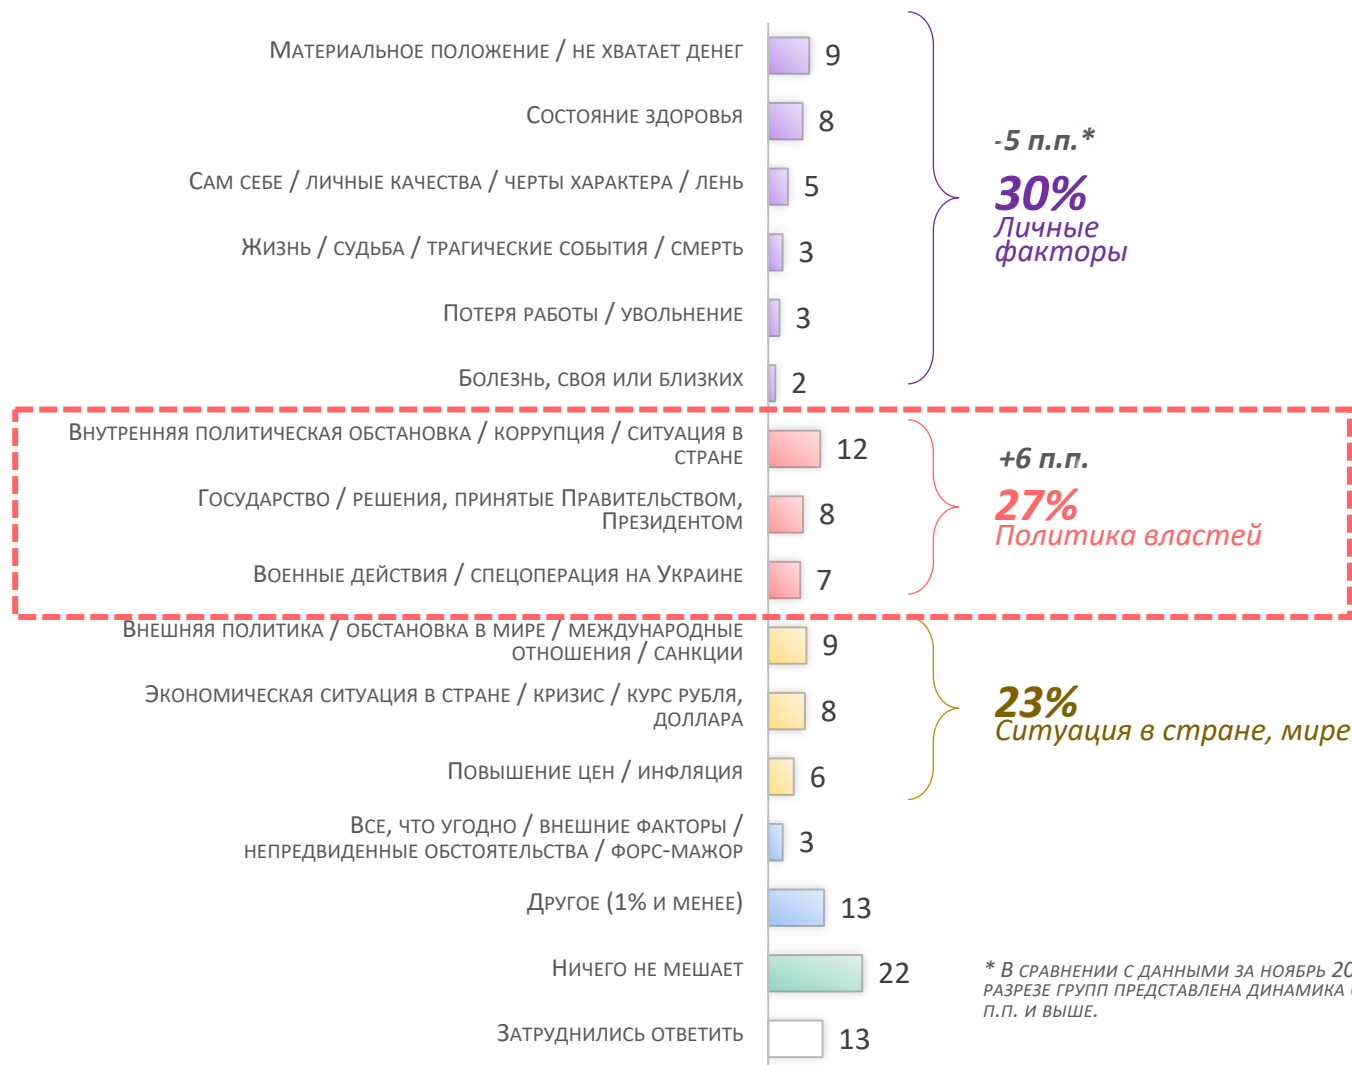 Материальное положение / не хватает денег
9
Состояние здоровья
8
Сам себе / личные качества / черты характера / лень
5
Жизнь / судьба / трагические события / смерть
3
Потеря работы / увольнение
3
Болезнь, своя или близких
2
-5 п.п.*
30%
Личные
факторы
Внутренняя политическая обстановка / коррупция / ситуация в
стране
12
Государство / решения, принятые Правительством,
Президентом
8
Военные действия / спецоперация на Украине
7
+6 п.п.
27%
Политика властей
Внешняя политика / обстановка в мире / международные
отношения / санкции
9
Экономическая ситуация в стране / кризис / курс рубля,
доллара
8
Повышение цен / инфляция
6
23%
Ситуация в стране, мире
Все, что угодно / внешние факторы /
непредвиденные обстоятельства / форс-мажор
3
Другое (1% и менее)
13
Ничего не мешает
22
Затруднились ответить
13
* В сравнении с данными за ноябрь 20
разрезе групп представлена динамика
п.п. и выше.